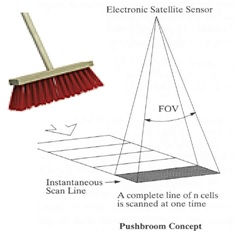 Electronic Satellite Sensor
FOV
Instantaneous
Scan Line
A complete line of n cells
is scanned at one time
Pushbroom Concept